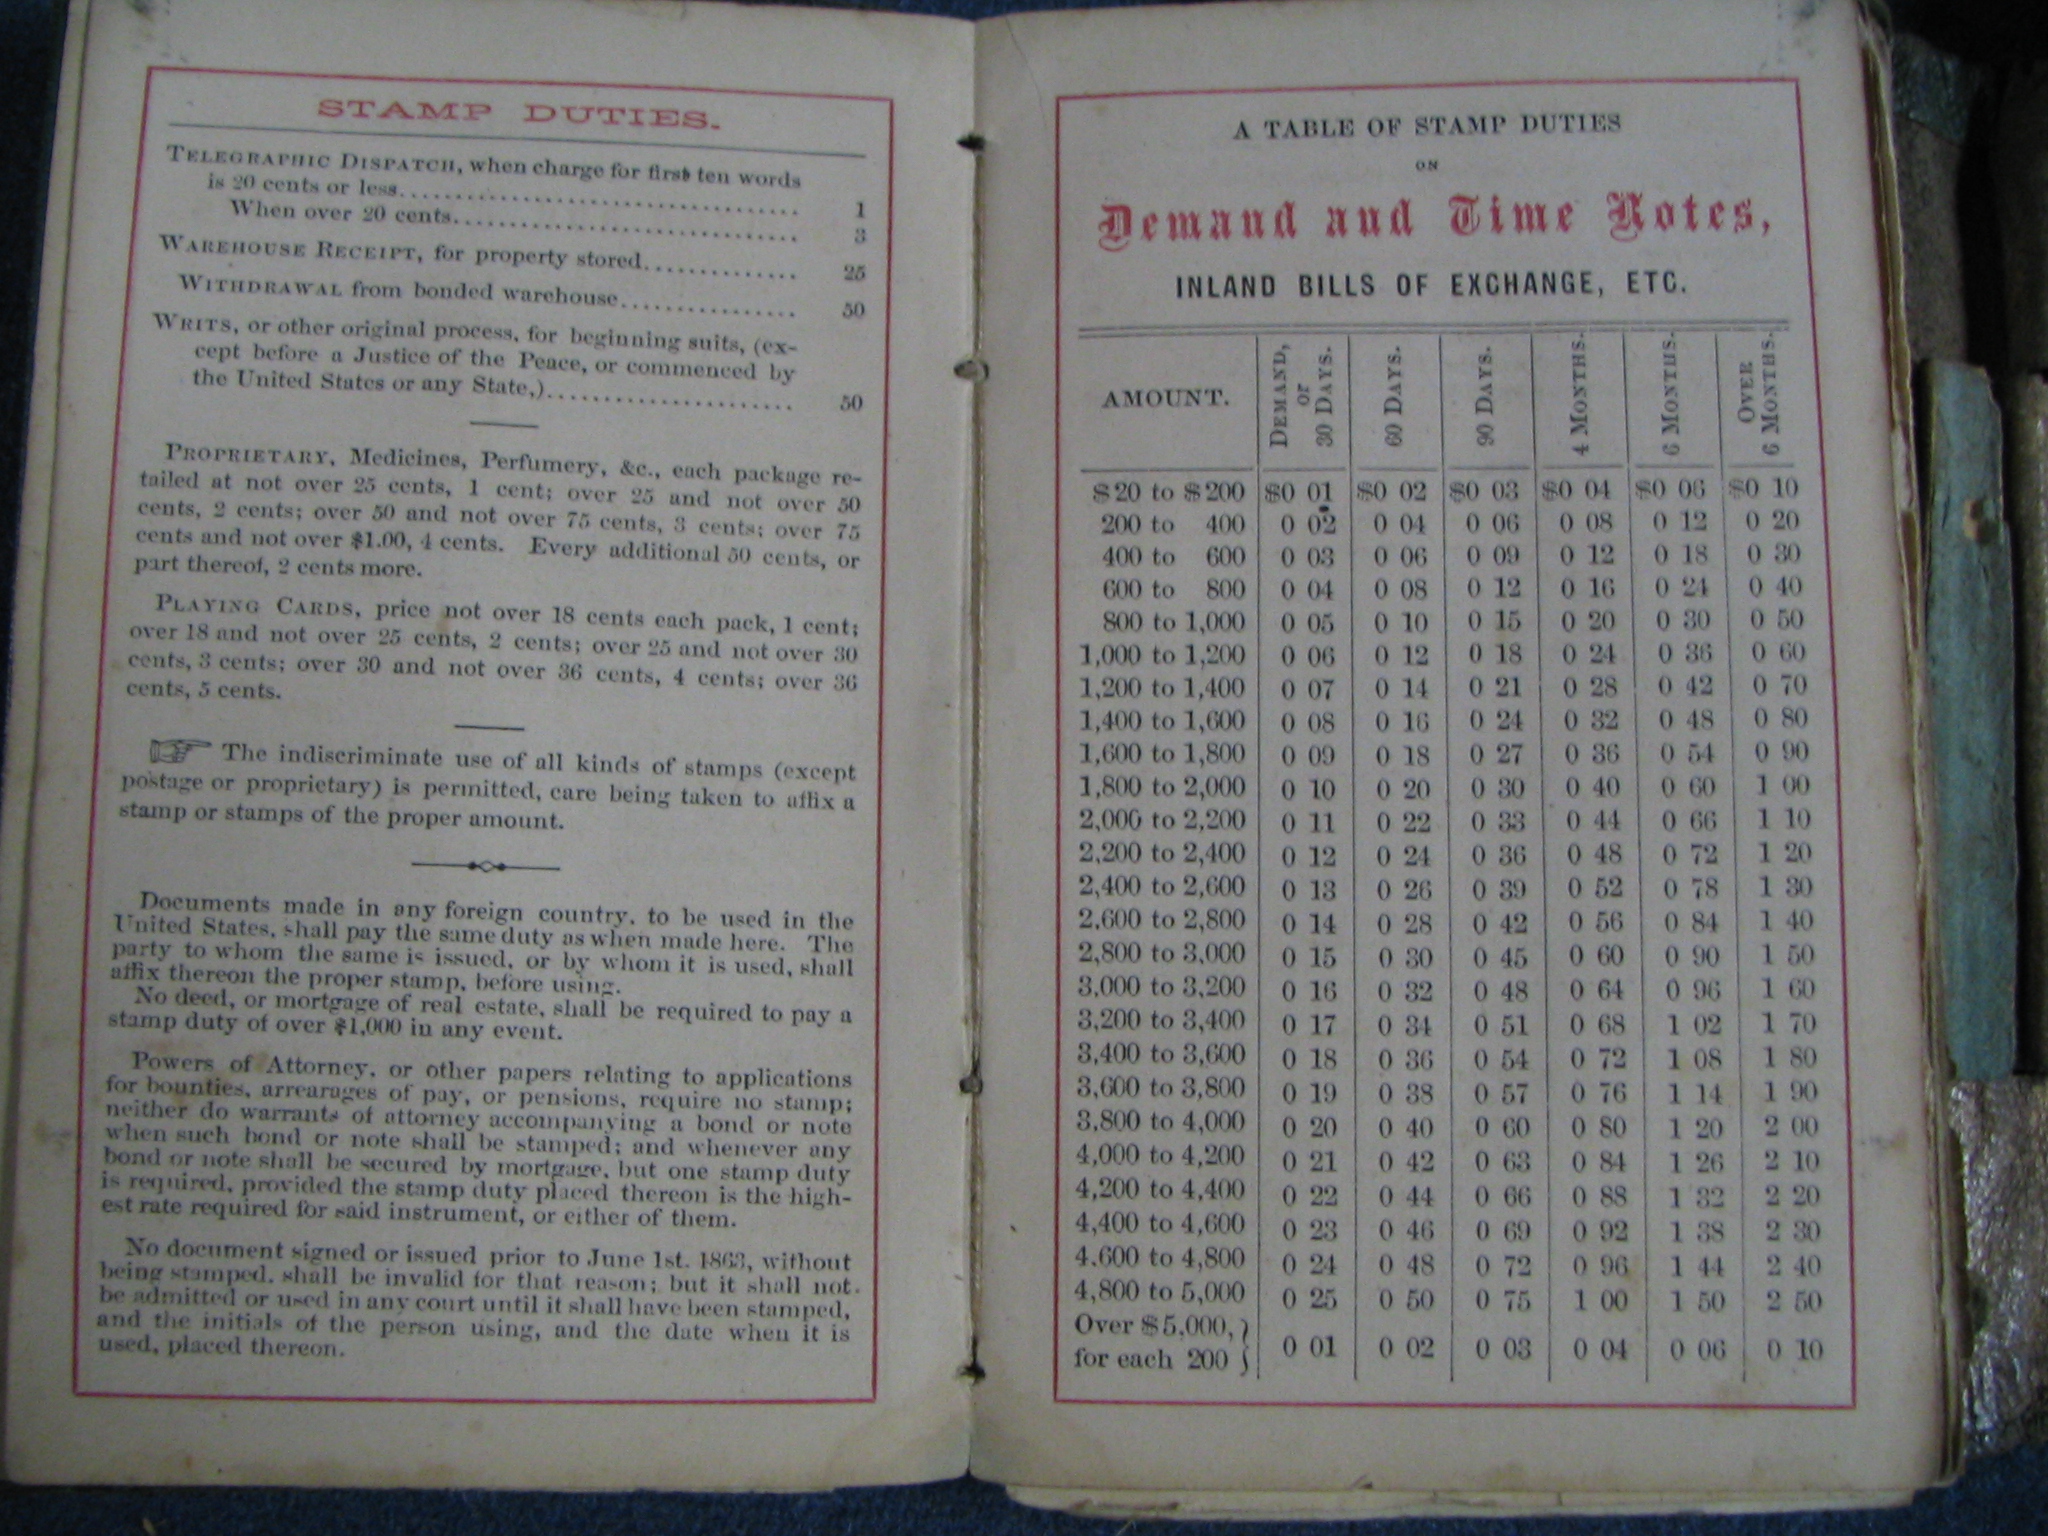 STAMP DUTIES.
TELEGRAPHIC DISPATCH, when charge for first ten words
is 20 cents or less.................................... 1
When over 20 cents................................ 3
WAREHOUSE RECEIPT, for property stored.............. 25
WITHDRAWAL from bonded warehouse................ 50
WRITS, or other original process, for beginning suits, (ex-
cept before a Justice of the Peace, or commenced by
the United States or any State,)....................... 50
PROPRIETARY, Medicines, Perfumery, &c., each package re-
tailed at not over 25 cents, 1 cent; over 25 and not over 50
cents, 2 cents; over 50 and not over 75 cents, 3 cents; over 75
cents and not over $1.00, 4 cents. Every additional 50 cents, or
part thereof, 2 cents more.
PLAYING CARDS, price not over 18 cents each pack, 1 cent;
over 18 and not over 25 cents, 2 cents; over 25 and not over 30
cents, 3 cents; over 30 and not over 36 cents, 4 cents; over 36
cents, 5 cents.
☞ The indiscriminate use of all kinds of stamps (except
postage or proprietary) is permitted, care being taken to affix a
stamp or stamps of the proper amount.
Documents made in any foreign country, to be used in the
United States, shall pay the same duty as when made here. The
party to whom the same is issued, or by whom it is used, shall
affix thereon the proper stamp, before using.
No deed, or mortgage of real estate, shall be required to pay a
stamp duty of over $1,000 in any event.
Powers of Attorney, or other papers relating to applications
for bounties, arrearages of pay, or pensions, require no stamp;
neither do warrants of attorney accompanying a bond or note
when such bond or note shall be stamped; and whenever any
bond or note shall be secured by mortgage, but one stamp duty
is required, provided the stamp duty placed thereon is the high-
est rate required for said instrument, or either of them.
No document signed or issued prior to June 1st, 1863, without
being stamped, shall be invalid for that reason; but it shall not
be admitted or used in any court until it shall have been stamped,
and the initials of the person using, and the date when it is
used, placed thereon.
A TABLE OF STAMP DUTIES
ON
Demand and Time Notes,
INLAND BILLS OF EXCHANGE, ETC.
AMOUNT. DEMAND, or 30 DAYS. 60 DAYS. 90 DAYS. 4 MONTHS. 6 MONTHS. OVER 6 MONTHS.
$20 to $200 $0 01 $0 02 $0 03 $0 04 $0 06 $0 10
200 to 400 0 02 0 04 0 06 0 08 0 12 0 20
400 to 600 0 03 0 06 0 09 0 12 0 18 0 30
600 to 800 0 04 0 08 0 12 0 16 0 24 0 40
800 to 1,000 0 05 0 10 0 15 0 20 0 30 0 50
1,000 to 1,200 0 06 0 12 0 18 0 24 0 36 0 60
1,200 to 1,400 0 07 0 14 0 21 0 28 0 42 0 70
1,400 to 1,600 0 08 0 16 0 24 0 32 0 48 0 80
1,600 to 1,800 0 09 0 18 0 27 0 36 0 54 0 90
1,800 to 2,000 0 10 0 20 0 30 0 40 0 60 1 00
2,000 to 2,200 0 11 0 22 0 33 0 44 0 66 1 10
2,200 to 2,400 0 12 0 24 0 36 0 48 0 72 1 20
2,400 to 2,600 0 13 0 26 0 39 0 52 0 78 1 30
2,600 to 2,800 0 14 0 28 0 42 0 56 0 84 1 40
2,800 to 3,000 0 15 0 30 0 45 0 60 0 90 1 50
3,000 to 3,200 0 16 0 32 0 48 0 64 0 96 1 60
3,200 to 3,400 0 17 0 34 0 51 0 68 1 02 1 70
3,400 to 3,600 0 18 0 36 0 54 0 72 1 08 1 80
3,600 to 3,800 0 19 0 38 0 57 0 76 1 14 1 90
3,800 to 4,000 0 20 0 40 0 60 0 80 1 20 2 00
4,000 to 4,200 0 21 0 42 0 63 0 84 1 26 2 10
4,200 to 4,400 0 22 0 44 0 66 0 88 1 32 2 20
4,400 to 4,600 0 23 0 46 0 69 0 92 1 38 2 30
4,600 to 4,800 0 24 0 48 0 72 0 96 1 44 2 40
4,800 to 5,000 0 25 0 50 0 75 1 00 1 50 2 50
Over $5,000,
for each 200 } 0 01 0 02 0 03 0 04 0 06 0 10